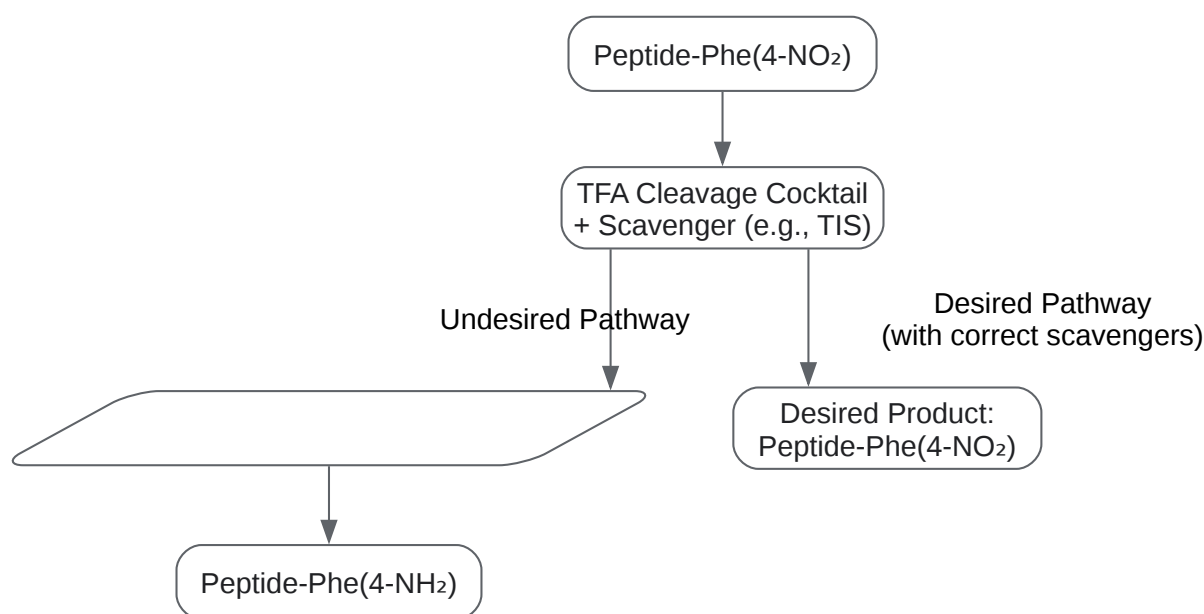 Peptide-Phe(4-NO₂)
TFA Cleavage Cocktail
+ Scavenger (e.g., TIS)
Undesired Pathway
Desired Pathway
(with correct scavengers)
Desired Product:
Peptide-Phe(4-NO₂)
Peptide-Phe(4-NH₂)